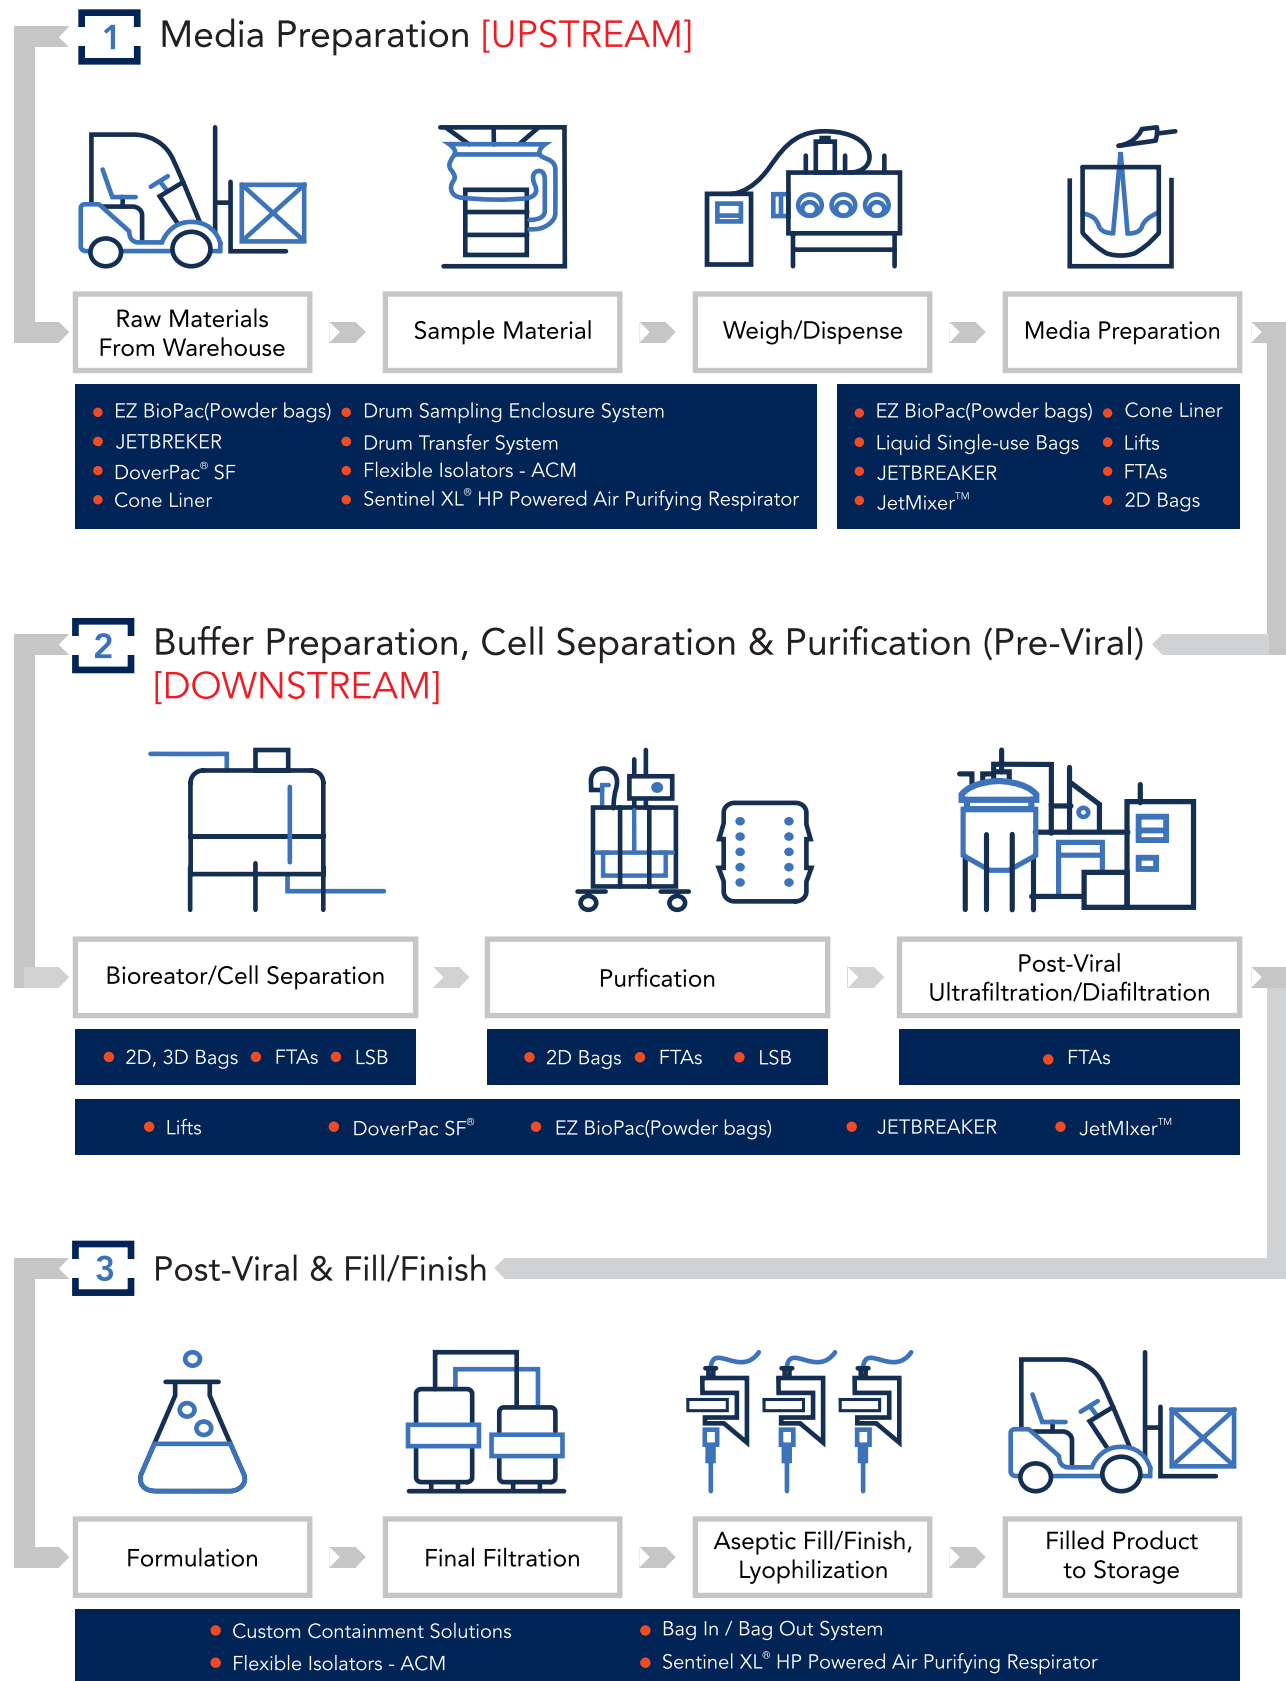 1
Media Preparation [UPSTREAM]
Raw Materials
From Warehouse
Sample Material
Weigh/Dispense
Media Preparation
EZ BioPac(Powder bags)
JETBREKER
DoverPac® SF
Cone Liner
Drum Sampling Enclosure System
Drum Transfer System
Flexible Isolators - ACM
Sentinel XL® HP Powered Air Purifying Respirator
EZ BioPac(Powder bags)
Liquid Single-use Bags
JETBREAKER
JetMixer™
Cone Liner
Lifts
FTAs
2D Bags
2
Buffer Preparation, Cell Separation & Purification (Pre-Viral)
[DOWNSTREAM]
Bioreator/Cell Separation
Purfication
Post-Viral
Ultrafiltration/Diafiltration
2D, 3D Bags
FTAs
LSB
2D Bags
FTAs
LSB
FTAs
Lifts
DoverPac SF®
EZ BioPac(Powder bags)
JETBREAKER
JetMIxer™
3
Post-Viral & Fill/Finish
Formulation
Final Filtration
Aseptic Fill/Finish,
Lyophilization
Filled Product
to Storage
Custom Containment Solutions
Flexible Isolators - ACM
Bag In / Bag Out System
Sentinel XL® HP Powered Air Purifying Respirator